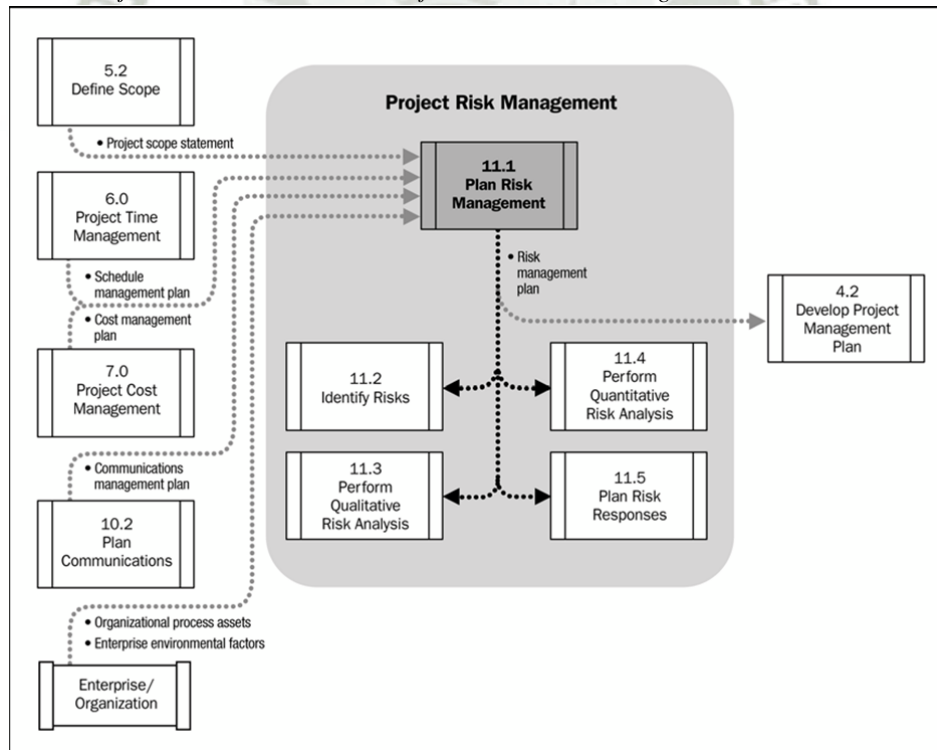 5.2
Define Scope
Project Risk Management
• Project scope statement
11.1
Plan Risk
Management
6.0
Project Time
Management
• Schedule
management plan
• Cost management
plan
• Risk
management
plan
4.2
Develop Project
Management
Plan
7.0
Project Cost
Management
11.2
Identify Risks
11.4
Perform
Quantitative
Risk Analysis
• Communications
management plan
11.3
Perform
Qualitative
Risk Analysis
11.5
Plan Risk
Responses
10.2
Plan
Communications
• Organizational process assets
• Enterprise environmental factors
Enterprise/
Organization